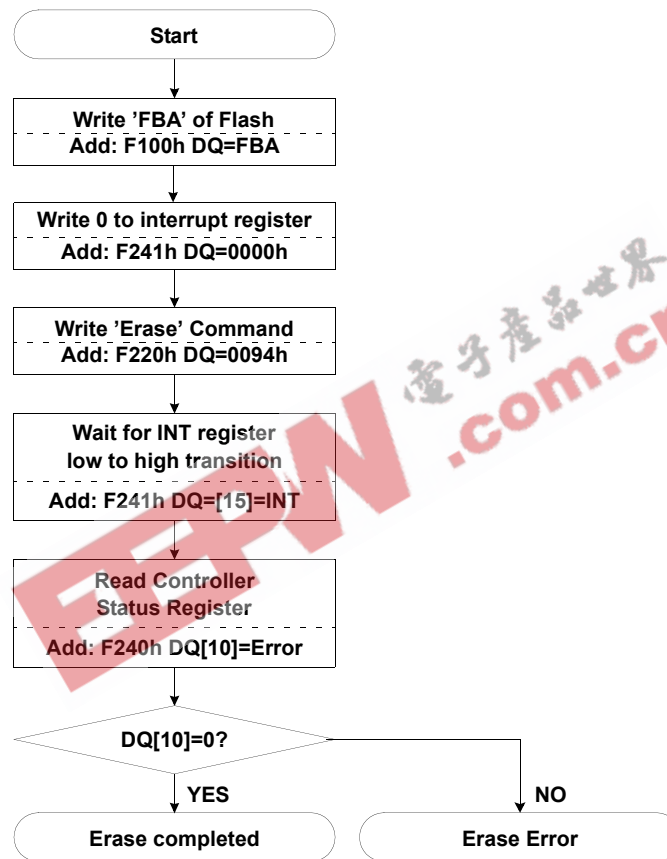 Start
Write ’FBA’ of Flash
Add: F100h DQ=FBA
Write 0 to interrupt register
Add: F241h DQ=0000h
Write ’Erase’ Command
Add: F220h DQ=0094h
Wait for INT register
low to high transition
Add: F241h DQ=[15]=INT
Read Controller
Status Register
Add: F240h DQ[10]=Error
DQ[10]=0?
YES
NO
Erase completed
Erase Error
EEPW
.com.cn
電子產品世界